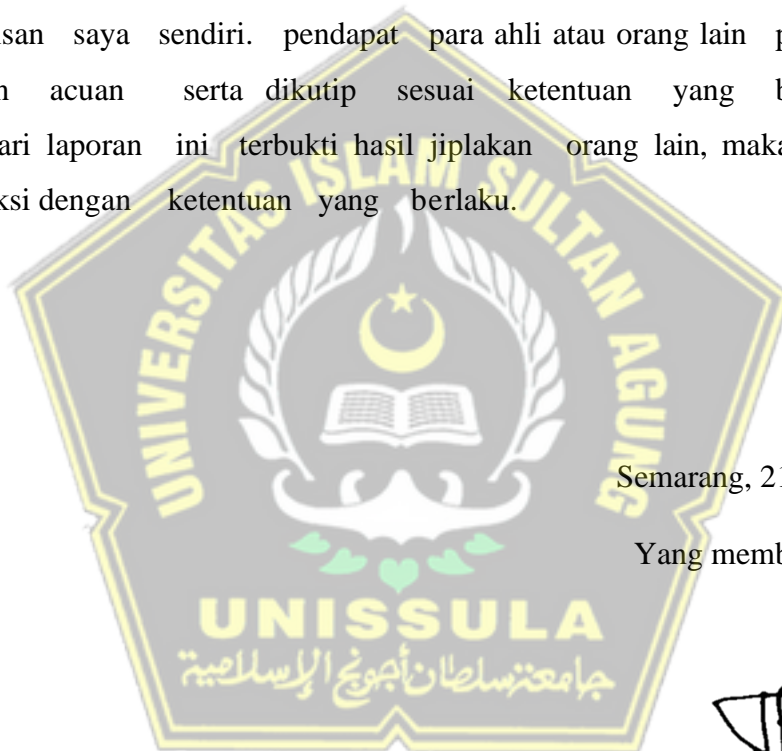 san saya sendiri. pendapat para ahli atau orang lain p
n acuan serta dikutip sesuai ketentuan yang b
ari laporan ini terbukti hasil jiplakan orang lain, maka
ksi dengan ketentuan yang berlaku.
UNIVERSITAS ISLAM SULTAN AGUNG
Semarang, 21
Yang memb
UNISSULA
جامعة سلطان أجونج الإسلامية